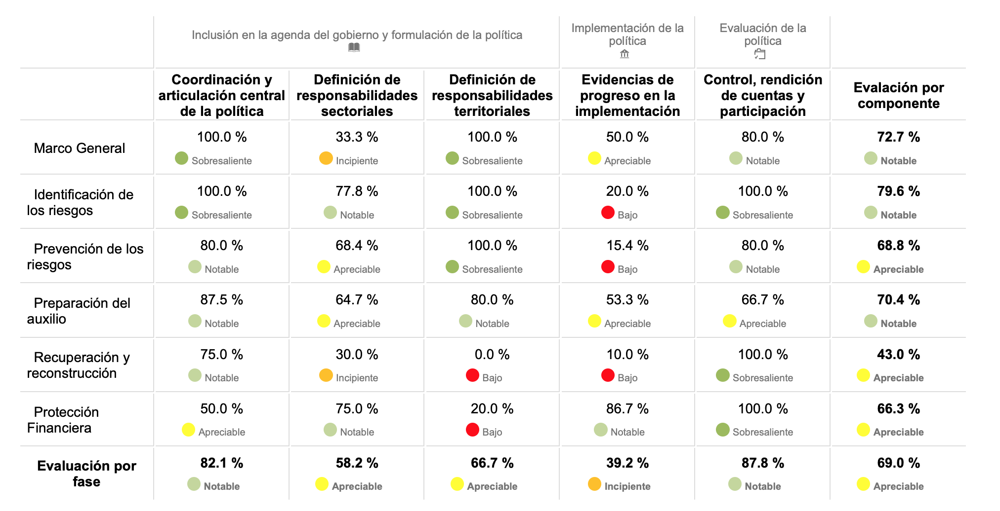 Inclusión en la agenda del gobierno y formulación de la política
Implementación de la
política
Evaluación de la
política
Coordinación y
articulación central
de la política
Definición de
responsabilidades
sectoriales
Definición de
responsabilidades
territoriales
Evidencias de
progreso en la
implementación
Control, rendición
de cuentas y
participación
Evalación por
componente
Marco General
100.0 %
Sobresaliente
33.3 %
Incipiente
100.0 %
Sobresaliente
50.0 %
Apreciable
80.0 %
Notable
72.7 %
Notable
Identificación de
los riesgos
100.0 %
Sobresaliente
77.8 %
Notable
100.0 %
Sobresaliente
20.0 %
Bajo
100.0 %
Sobresaliente
79.6 %
Notable
Prevención de los
riesgos
80.0 %
Notable
68.4 %
Apreciable
100.0 %
Sobresaliente
15.4 %
Bajo
80.0 %
Notable
68.8 %
Apreciable
Preparación del
auxilio
87.5 %
Notable
64.7 %
Apreciable
80.0 %
Notable
53.3 %
Apreciable
66.7 %
Apreciable
70.4 %
Notable
Recuperación y
reconstrucción
75.0 %
Notable
30.0 %
Incipiente
0.0 %
Bajo
10.0 %
Bajo
100.0 %
Sobresaliente
43.0 %
Apreciable
Protección
Financiera
50.0 %
Apreciable
75.0 %
Notable
20.0 %
Bajo
86.7 %
Notable
100.0 %
Sobresaliente
66.3 %
Apreciable
Evaluación por
fase
82.1 %
Notable
58.2 %
Apreciable
66.7 %
Apreciable
39.2 %
Incipiente
87.8 %
Notable
69.0 %
Apreciable